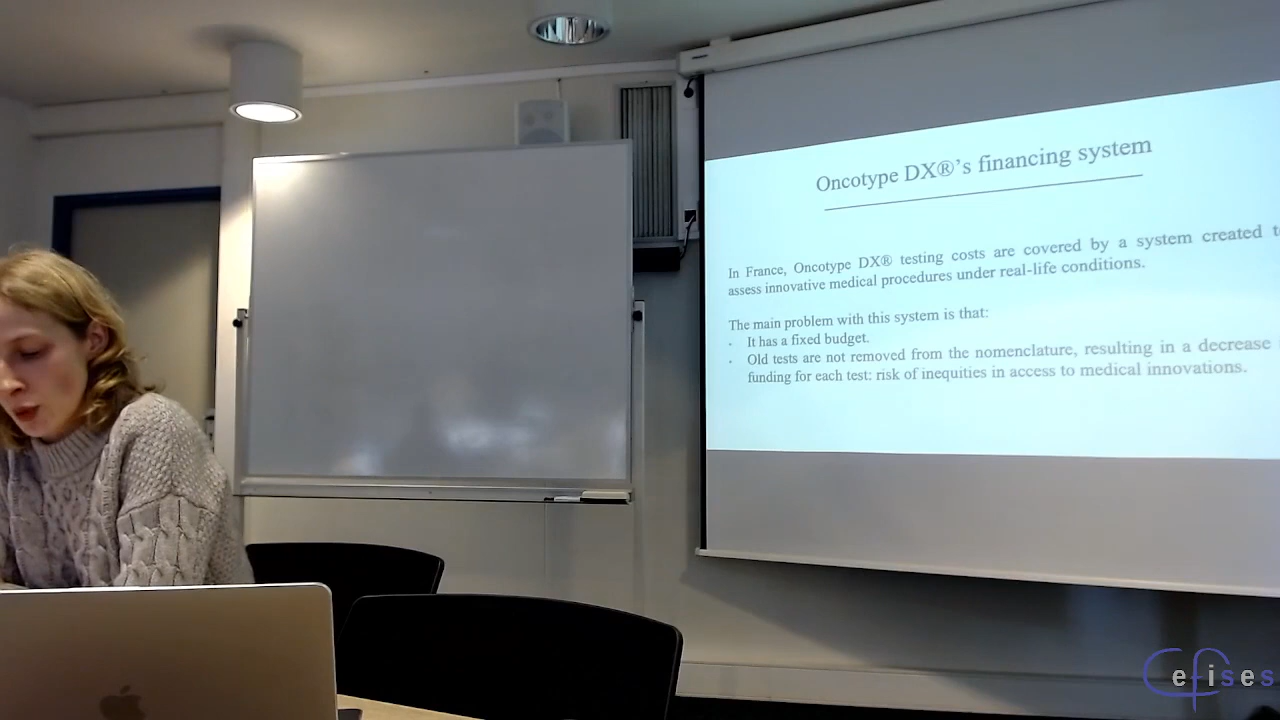 Oncotype DX®'s financing system
In France, Oncotype DX® testing costs are covered by a system created
assess innovative medical procedures under real-life conditions.
The main problem with this system is that:
• It has a fixed budget.
• Old tests are not removed from the nomenclature, resulting in a decrease
funding for each test: risk of inequities in access to medical innovations.
efises